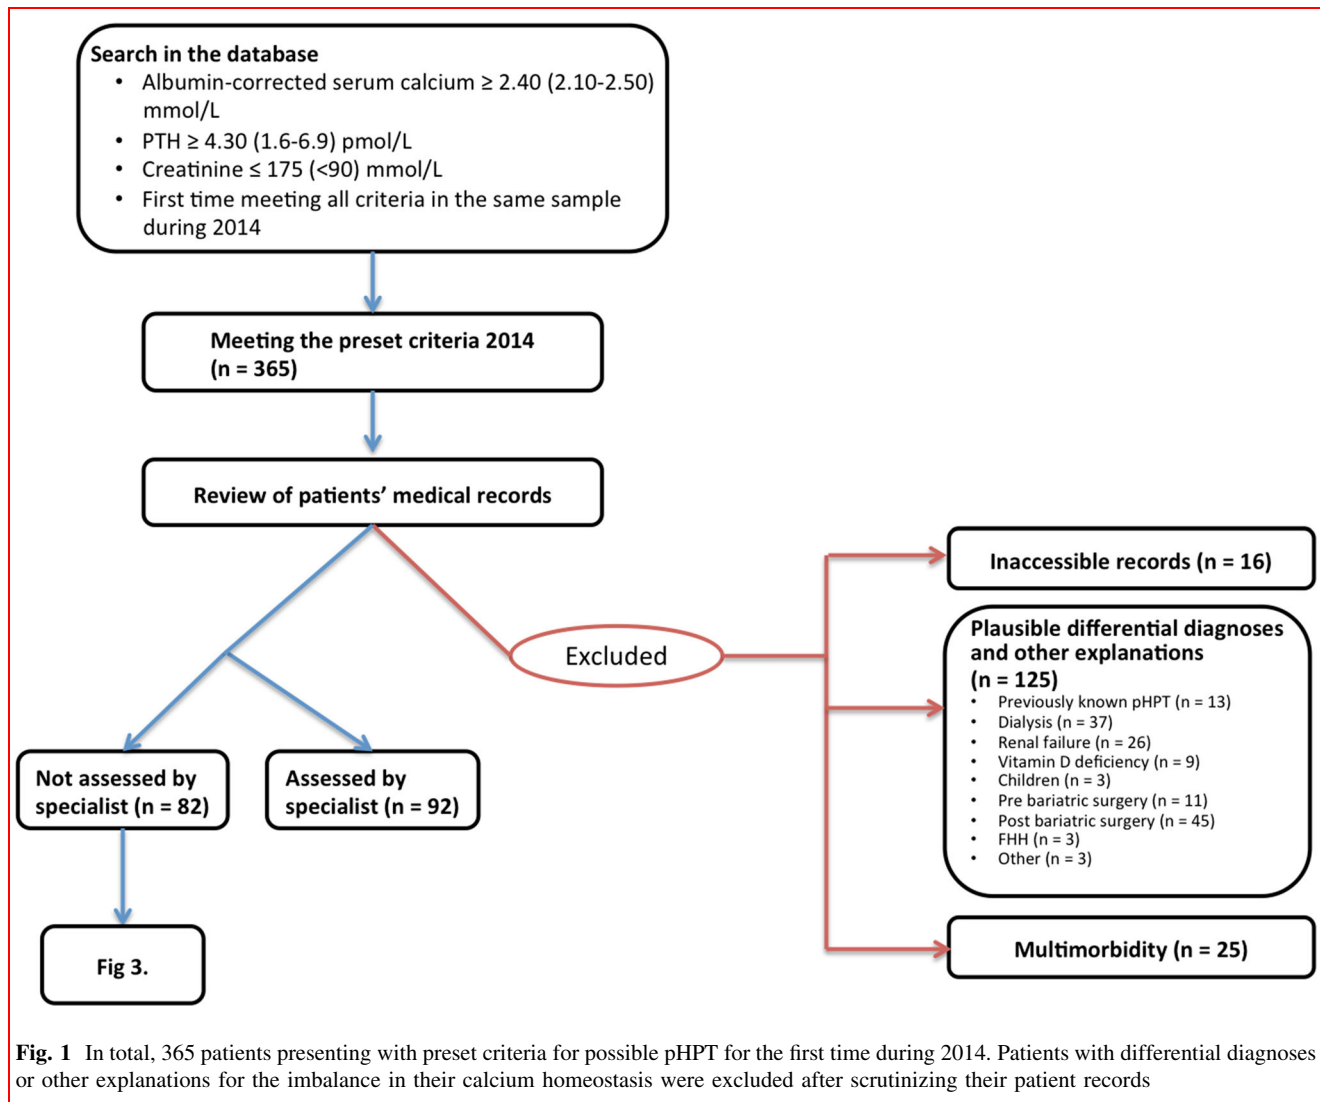 Search in the database
• Albumin-corrected serum calcium ≥ 2.40 (2.10-2.50)
mmol/L
• PTH ≥ 4.30 (1.6-6.9) pmol/L
• Creatinine ≤ 175 (<90) mmol/L
• First time meeting all criteria in the same sample
during 2014
Meeting the preset criteria 2014
(n = 365)
Review of patients’ medical records
Excluded
Inaccessible records (n = 16)
Plausible differential diagnoses
and other explanations
(n = 125)
• Previously known pHPT (n = 13)
• Dialysis (n = 37)
• Renal failure (n = 26)
• Vitamin D deficiency (n = 9)
• Children (n = 3)
• Pre bariatric surgery (n = 11)
• Post bariatric surgery (n = 45)
• FHH (n = 3)
• Other (n = 3)
Multimorbidity (n = 25)
Not assessed by
specialist (n = 82)
Assessed by
specialist (n = 92)
Fig 3.
Fig. 1 In total, 365 patients presenting with preset criteria for possible pHPT for the first time during 2014. Patients with differential diagnoses
or other explanations for the imbalance in their calcium homeostasis were excluded after scrutinizing their patient records